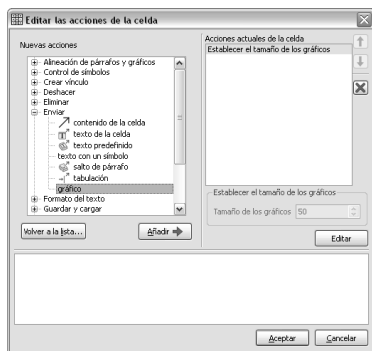 Editar las acciones de la celda
Nuevas acciones
Alineación de párrafos y gráficos
Control de símbolos
Crear vínculo
Deshacer
Eliminar
Enviar
contenido de la celda
texto de la celda
texto predefinido
texto con un símbolo
salto de párrafo
tabulación
gráfico
Formato del texto
Guardar y cargar
Volver a la lista...
Añadir
Acciones actuales de la celda
Establecer el tamaño de los gráficos
Establecer el tamaño de los gráficos
Tamaño de los gráficos 50
Editar
Aceptar
Cancelar